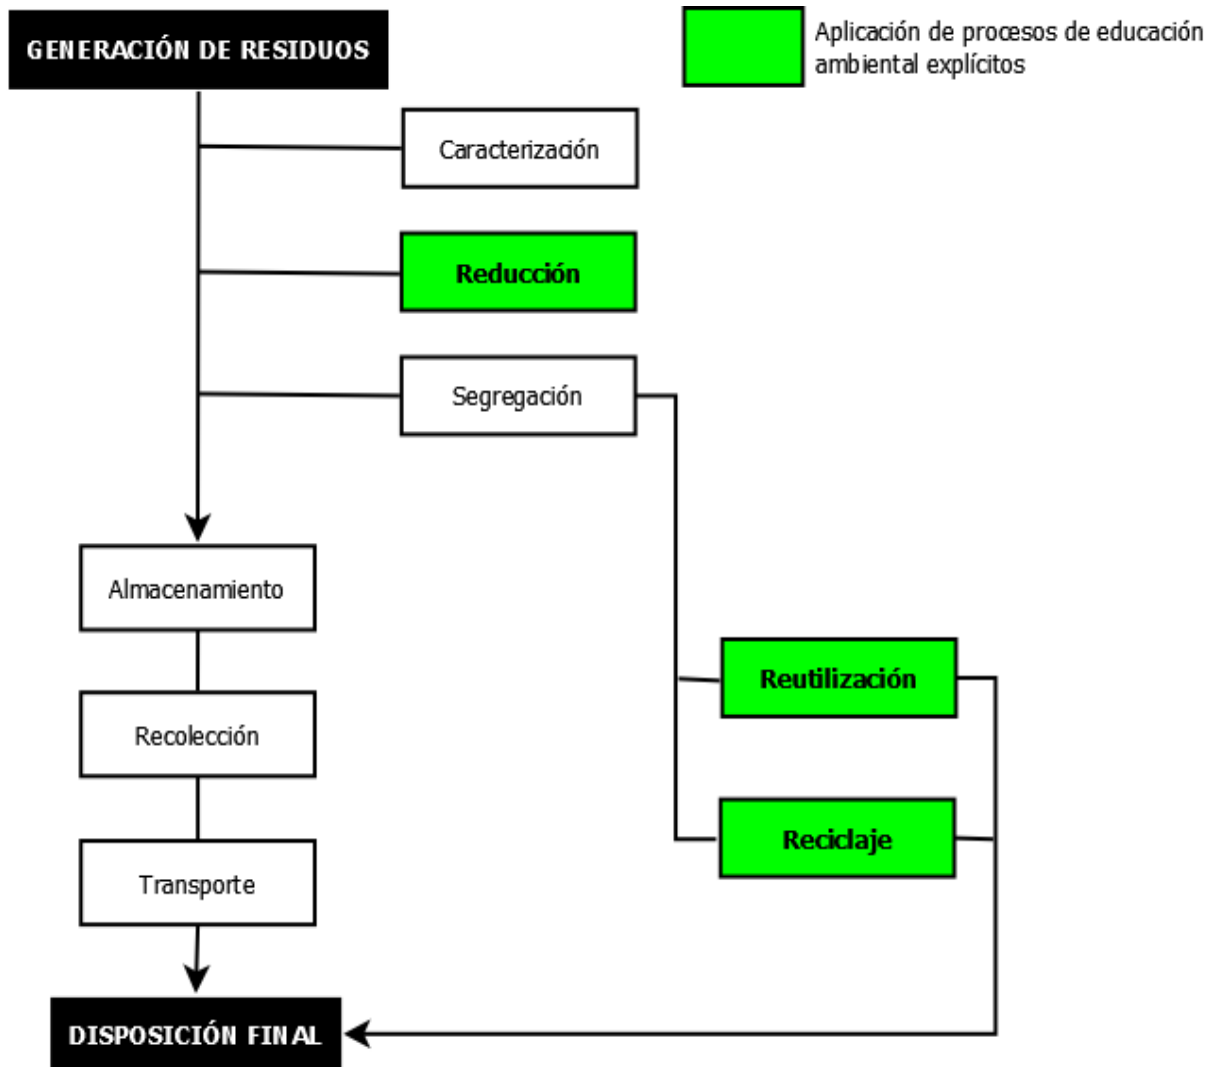 GENERACIÓN DE RESIDUOS
Aplicación de procesos de educación
ambiental explícitos
Caracterización
Reducción
Segregación
Almacenamiento
Reutilización
Recolección
Reciclaje
Transporte
DISPOSICIÓN FINAL